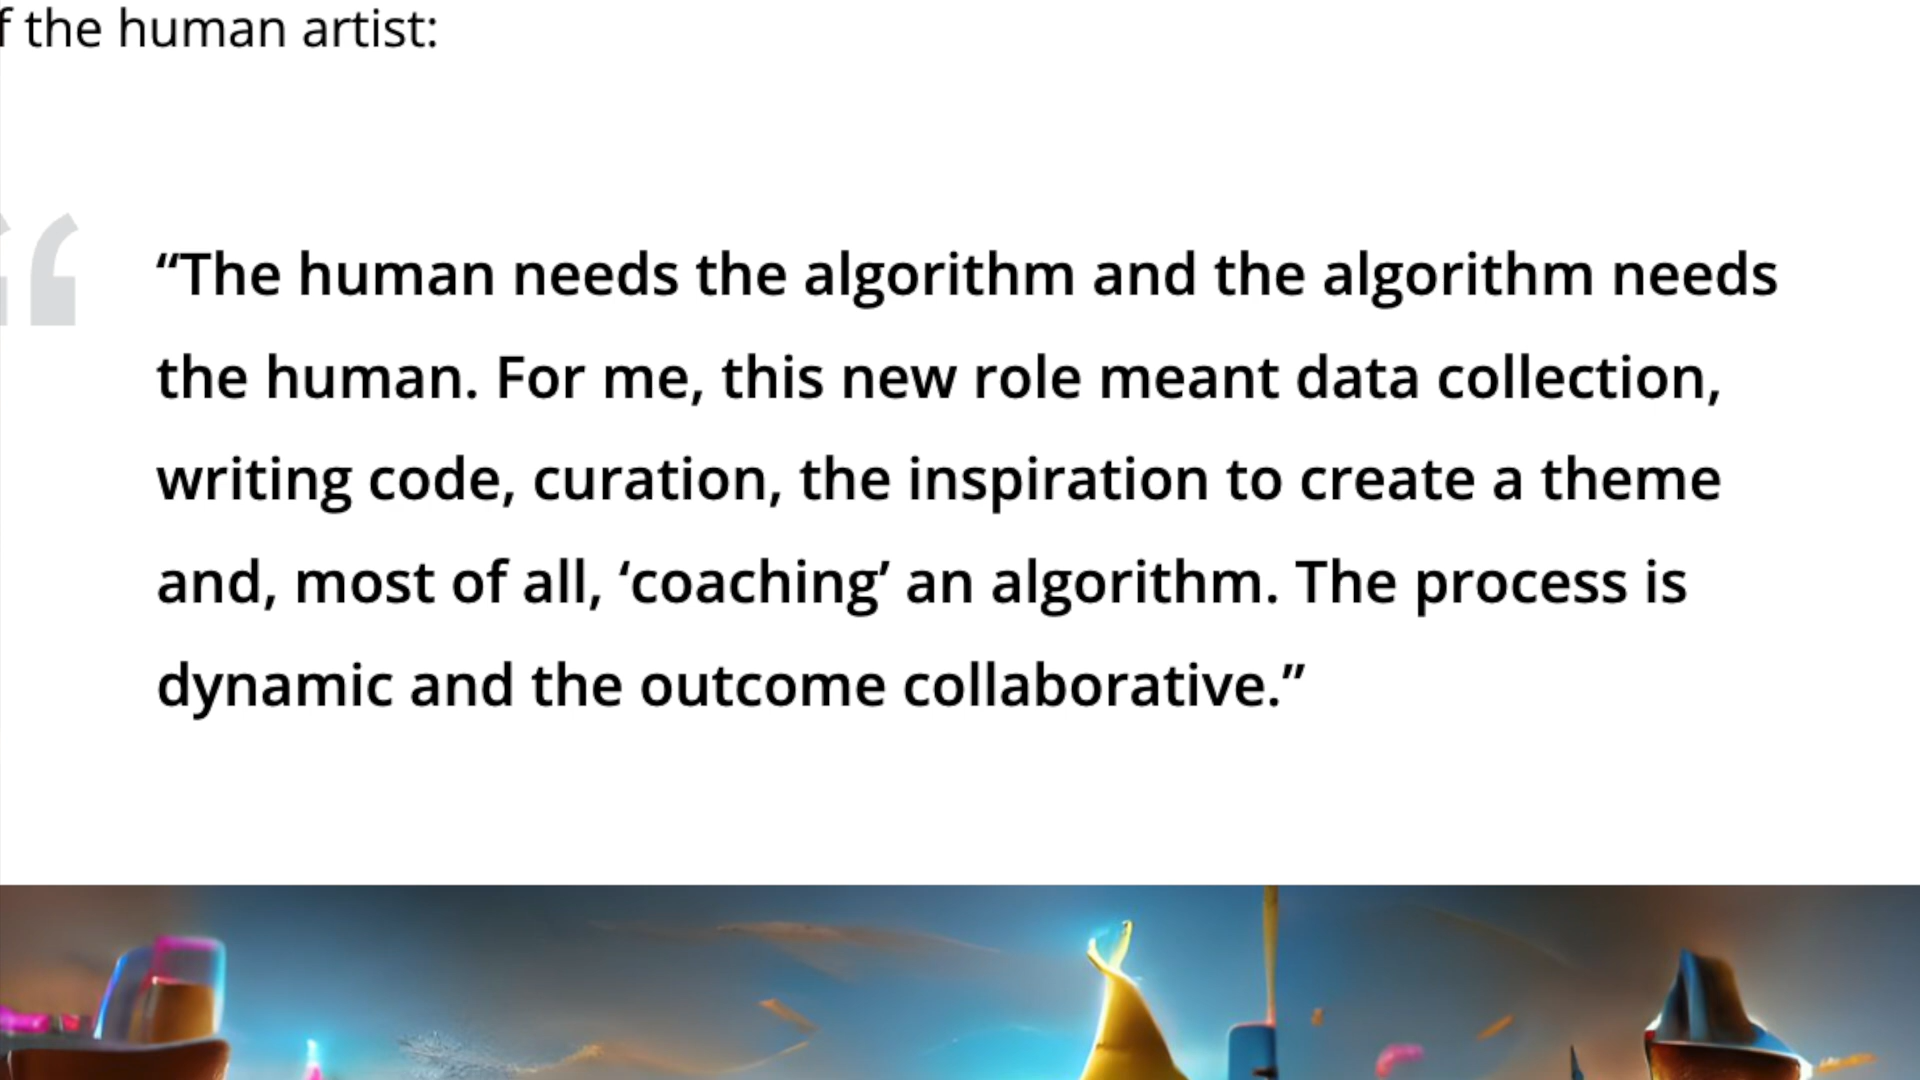 f the human artist:
“The human needs the algorithm and the algorithm needs
the human. For me, this new role meant data collection,
writing code, curation, the inspiration to create a theme
and, most of all, ‘coaching’ an algorithm. The process is
dynamic and the outcome collaborative.”